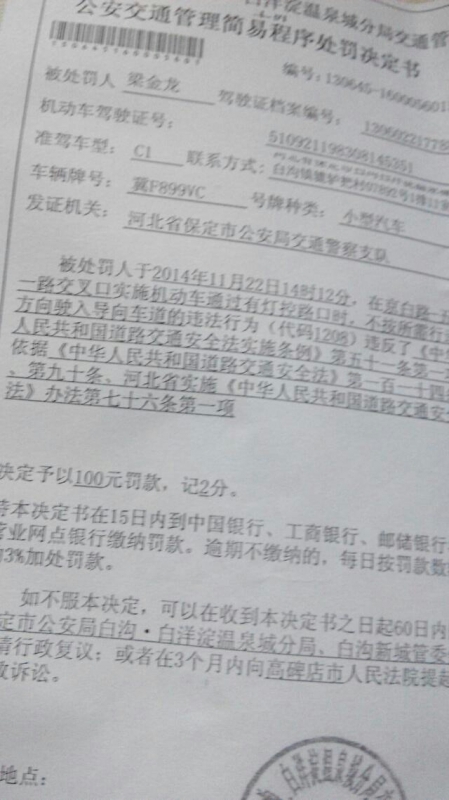 白洋淀温泉城分局交通管
公安交通管理简易程序处罚决定书
编号:130645-160005601
被处罚人 梁金龙 驾驶证档案编号:
机动车驾驶证号:
准驾车型: C1 联系方式:
车辆牌号: 冀F899VC 号牌种类: 小型汽车
发证机关: 河北省保定市公安局交通警察支队
被处罚人于2014年11月22日14时12分,在京白路一五
二路交叉口实施机动车通过有灯控路口时,不按所需行进
方向驶入导向车道的违法行为(代码1208)违反了《中华
人民共和国道路交通安全法实施条例》第五十一条第一
依据《中华人民共和国道路交通安全法》第一百一十四条
、第九十条、河北省实施《中华人民共和国道路交通安全
法》办法第七十六条第一项
决定予以100元罚款,记2分。
持本决定书在15日内到中国银行、工商银行、邮储银行
营业网点银行缴纳罚款。逾期不缴纳的,每日按罚款数
的3%加处罚款。
如不服本决定,可以在收到本决定书之日起60日内
定市公安局白沟·白洋淀温泉城分局、白沟新城管委
请行政复议;或者在3个月内向高碑店市人民法院提起
政诉讼。
地点: